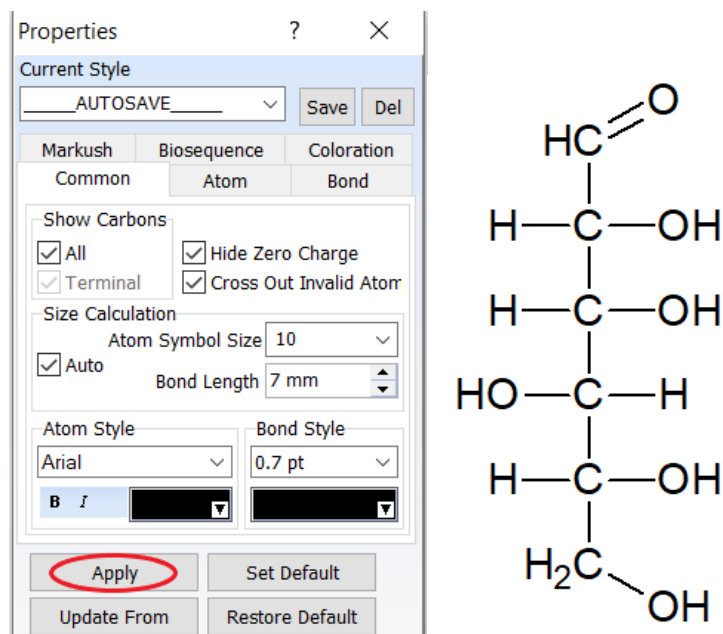 Properties ? ×
Current Style
_____AUTOSAVE_____ Save Del
Markush Biosequence Coloration
Common Atom Bond
Show Carbons
All
Hide Zero Charge
Terminal
Cross Out Invalid Atom
Size Calculation
Atom Symbol Size 10
Auto
Bond Length 7 mm
Atom Style Bond Style
Arial 0.7 pt
B I
Apply Set Default
Update From Restore Default
O
HC
H C OH
H C OH
HO C H
H C OH
H₂C
OH